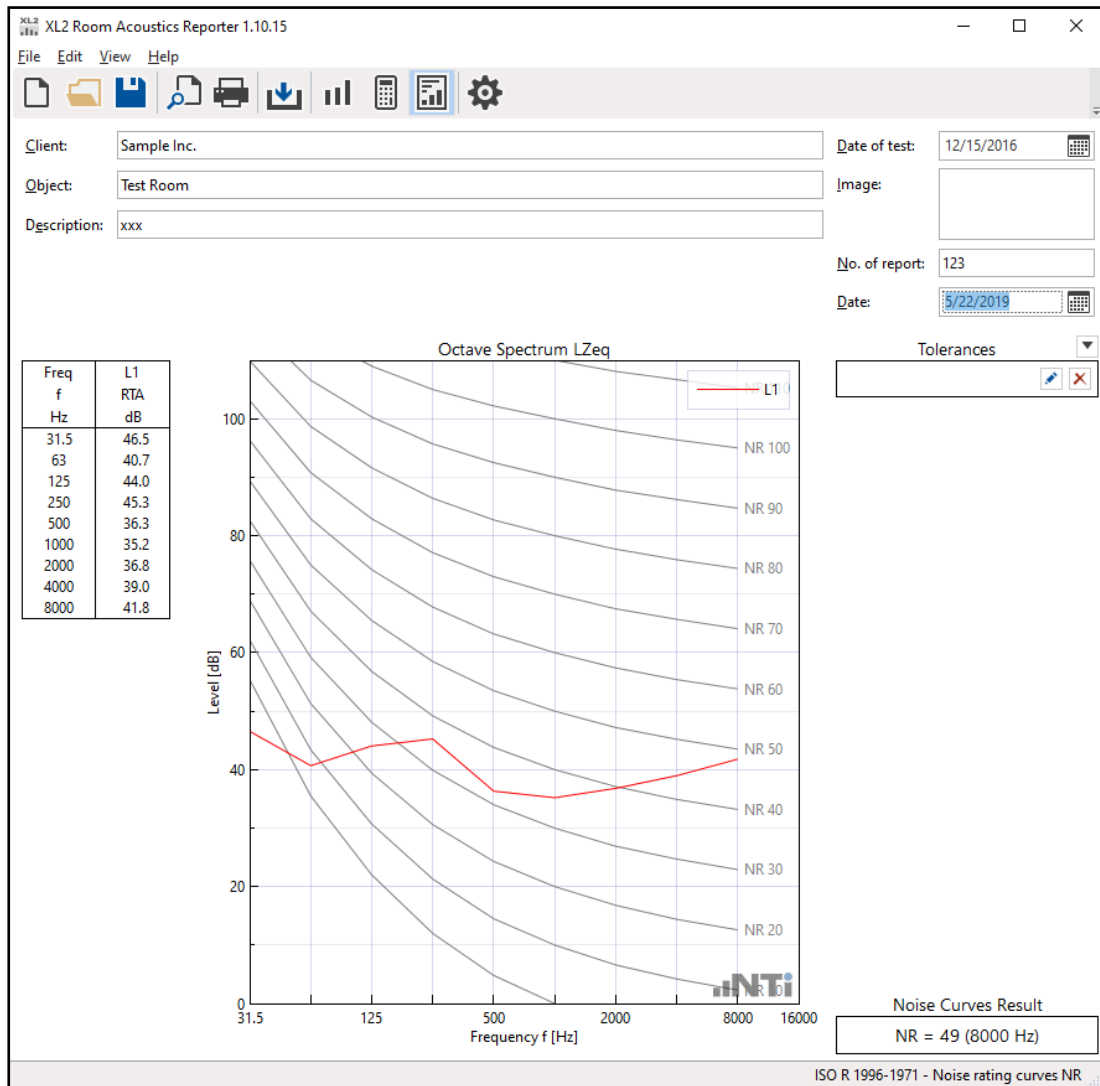 XL2 Room Acoustics Reporter 1.10.15
File Edit View Help
Client: Sample Inc.
Date of test: 12/15/2016
Object: Test Room
Image:
Description: xxx
No. of report: 123
Date: 5/22/2019
Octave Spectrum LZeq
Tolerances
Freq L1
f RTA
Hz dB
31.5 46.5
63 40.7
125 44.0
250 45.3
500 36.3
1000 35.2
2000 36.8
4000 39.0
8000 41.8
L1
100
80
60
40
20
0
Level [dB]
NR 100
NR 90
NR 80
NR 70
NR 60
NR 50
NR 40
NR 30
NR 20
NTi
31.5 125 500 2000 8000 16000
Frequency f [Hz]
Noise Curves Result
NR = 49 (8000 Hz)
ISO R 1996-1971 - Noise rating curves NR